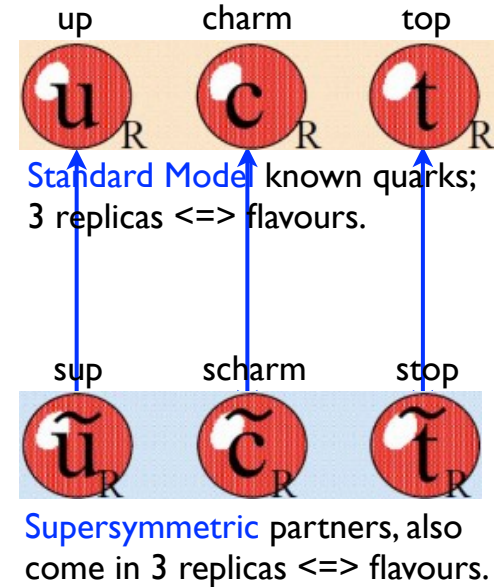 up charm top
u R c R t R
Standard Model known quarks;
3 replicas <=> flavours.
sup scharm stop
ũ R c̃ R t̃ R
Supersymmetric partners, also
come in 3 replicas <=> flavours.